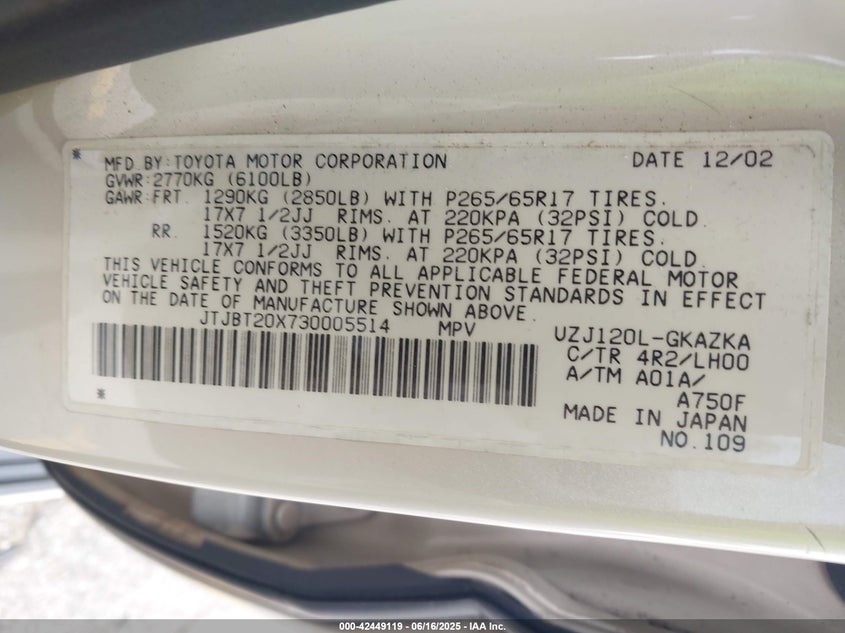 * MFD BY:TOYOTA MOTOR CORPORATION DATE 12/02
GVWR:2770KG (6100LB)
GAWR:FRT. 1290KG (2850LB) WITH P265/65R17 TIRES.
17X7 1/2JJ RIMS. AT 220KPA (32PSI) COLD.
RR. 1520KG (3350LB) WITH P265/65R17 TIRES.
17X7 1/2JJ RIMS. AT 220KPA (32PSI) COLD.
THIS VEHICLE CONFORMS TO ALL APPLICABLE FEDERAL MOTOR
VEHICLE SAFETY AND THEFT PREVENTION STANDARDS IN EFFECT
ON THE DATE OF MANUFACTURE SHOWN ABOVE.
JTJBT20X730005514 MPV UZJ120L-GKAZKA
C/TR 4R2/LH00
A/TM A01A/
A750F
* MADE IN JAPAN
NO.109
000-42449119 - 06/16/2025 - IAA Inc.